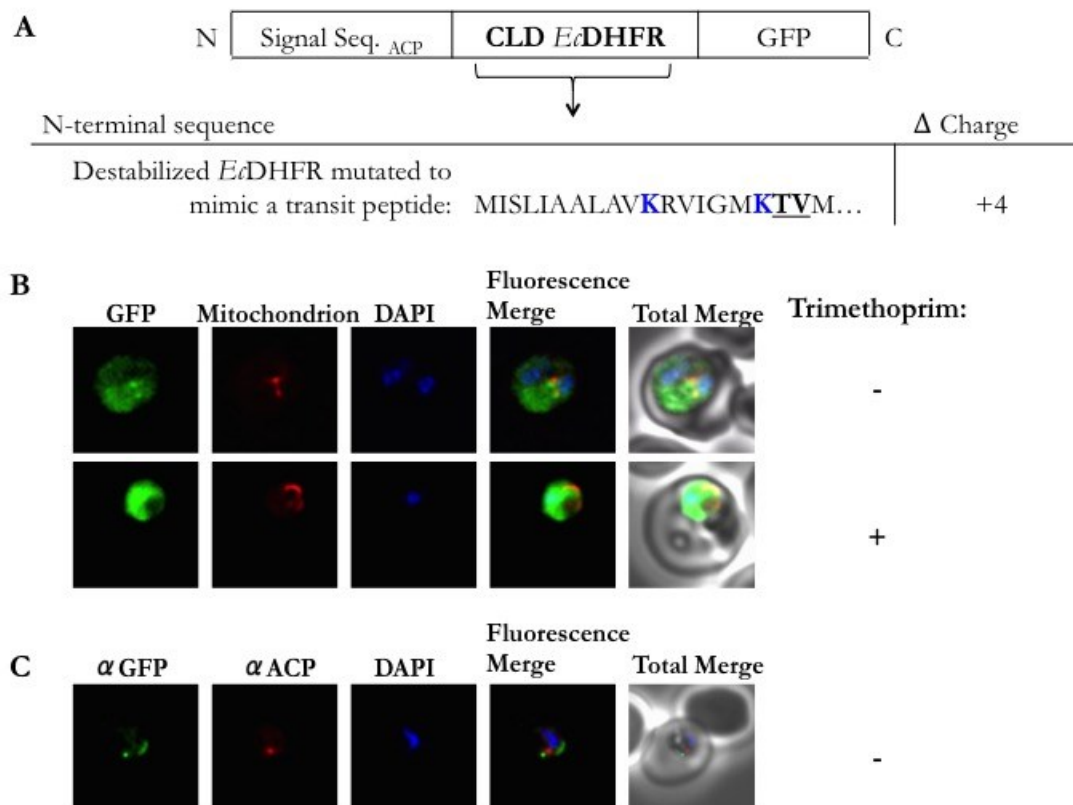 A
N Signal Seq. ACP CLD EcDHFR GFP C
N-terminal sequence Δ Charge
Destabilized EcDHFR mutated to
mimic a transit peptide: MISLIAALAVKRVIGMKTVM... +4
B
GFP Mitochondrion DAPI Fluorescence Merge Total Merge Trimethoprim:
-
+
C
α GFP α ACP DAPI Fluorescence Merge Total Merge
-